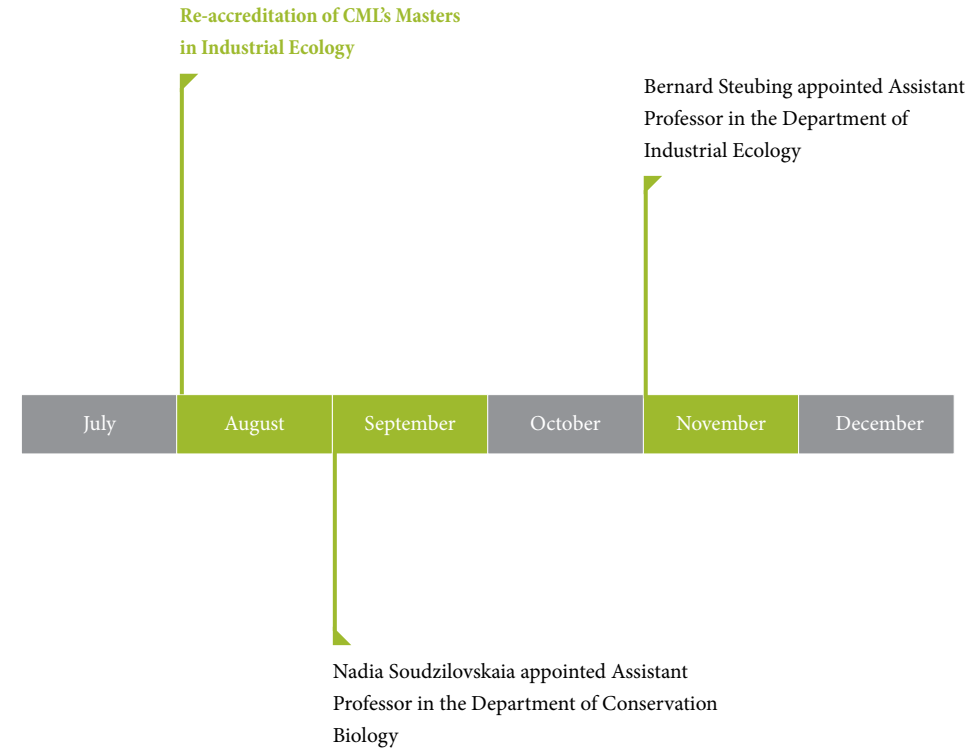 Re-accreditation of CML's Masters
in Industrial Ecology
Bernard Steubing appointed Assistant
Professor in the Department of
Industrial Ecology
July
August
September
October
November
December
Nadia Soudzilovskaia appointed Assistant
Professor in the Department of Conservation
Biology